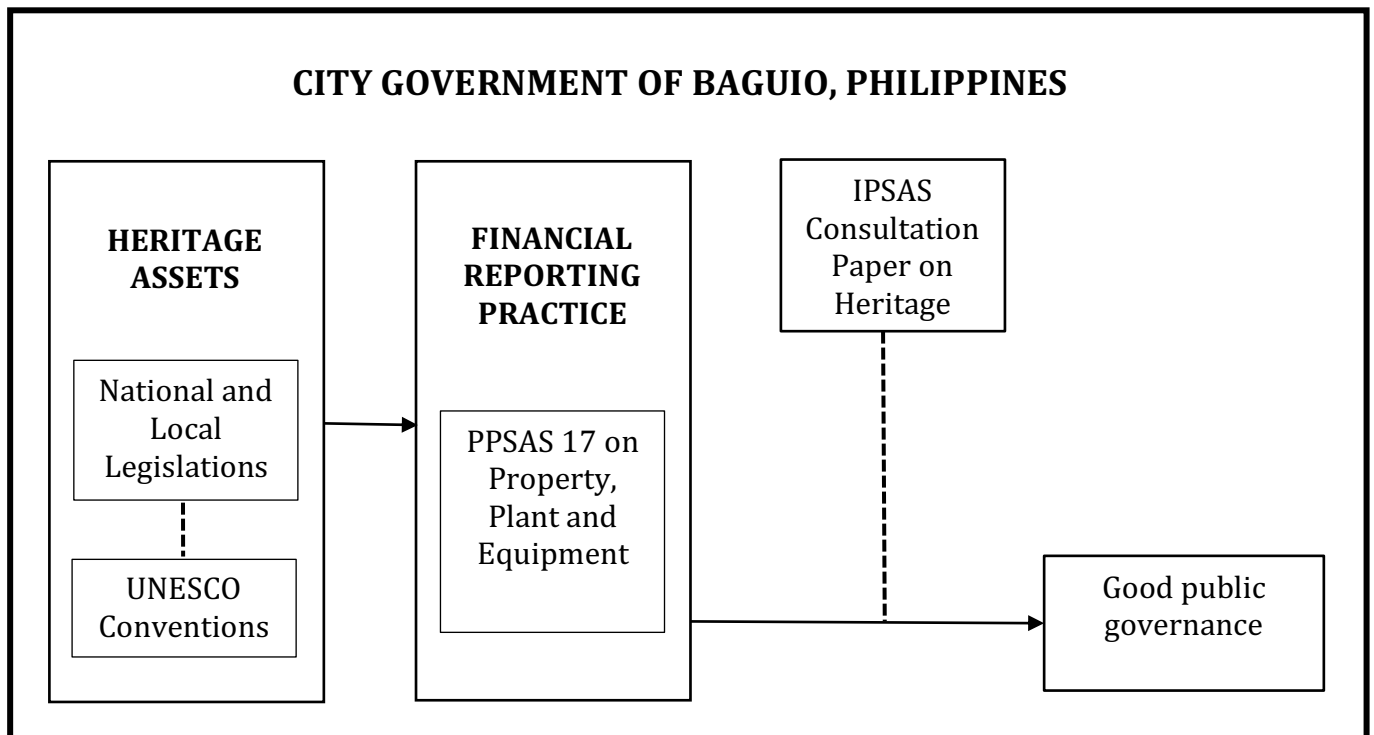 CITY GOVERNMENT OF BAGUIO, PHILIPPINES
HERITAGE
ASSETS
National and
Local
Legislations
UNESCO
Conventions
FINANCIAL
REPORTING
PRACTICE
PPSAS 17 on
Property,
Plant and
Equipment
IPSAS
Consultation
Paper on
Heritage
Good public
governance